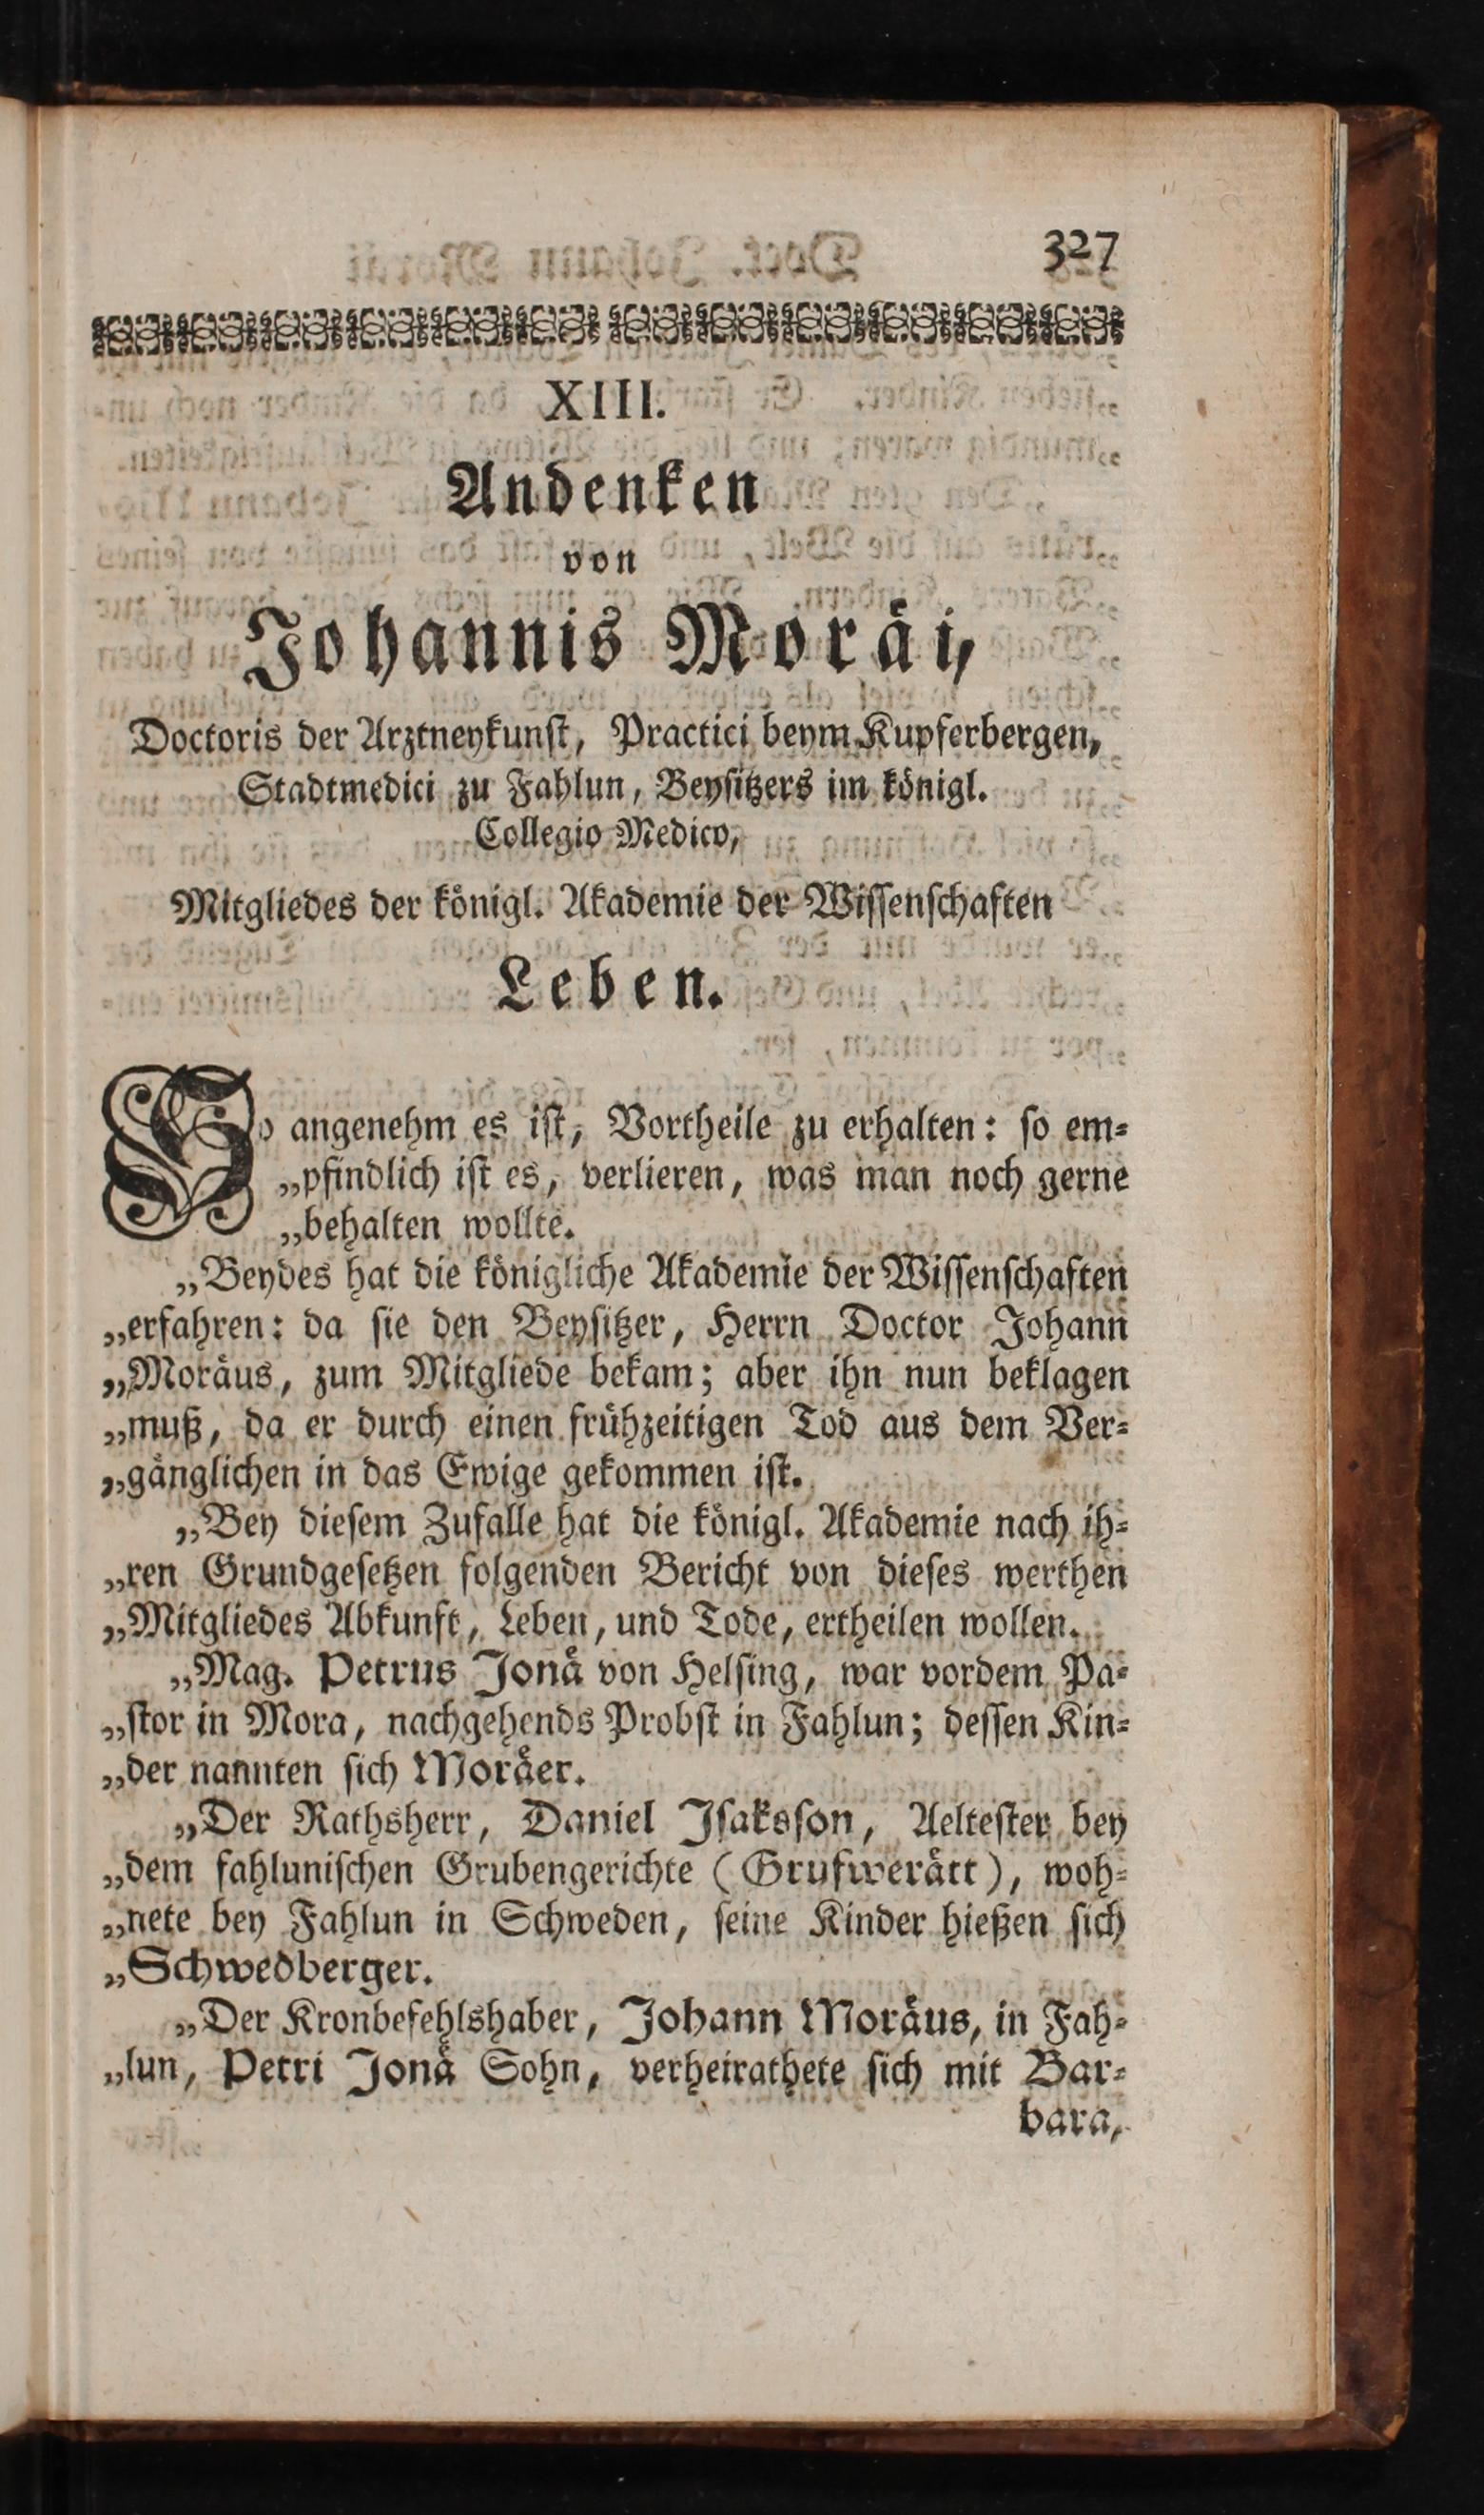 327
XIII.
Andenken
von
Johannis Moräi,
Doctoris der Arztneykunst, Practici beym Kupferbergen,
Stadtmedici zu Fahlun, Beysitzers im königl.
Collegio Medico,
Mitgliedes der königl. Akademie der Wissenschaften
Leben.
So angenehm es ist, Vortheile zu erhalten: so em-
„pfindlich ist es, verlieren, was man noch gerne
„behalten wollte.
„Beydes hat die königliche Akademie der Wissenschaften
„erfahren: da sie den Beysitzer, Herrn Doctor Johann
„Moräus, zum Mitgliede bekam; aber ihn nun beklagen
„muß, da er durch einen frühzeitigen Tod aus dem Ver-
„gänglichen in das Ewige gekommen ist.
„Bey diesem Zufalle hat die königl. Akademie nach ih-
„ren Grundgesetzen folgenden Bericht von dieses werthen
„Mitgliedes Abkunft, Leben, und Tode, ertheilen wollen.
„Mag. Petrus Jonä von Helsing, war vordem Pa-
„stor in Mora, nachgehends Probst in Fahlun; dessen Kin-
„der nannten sich Moräer.
„Der Rathsherr, Daniel Isaksson, Aeltester bey
„dem fahlunischen Grubengerichte (Grufwerätt), woh-
„nete bey Fahlun in Schweden, seine Kinder hießen sich
„Schwedberger.
„Der Kronbefehlshaber, Johann Moräus, in Fah-
„lun, Petri Jonä Sohn, verheirathete sich mit Bar-
bara,